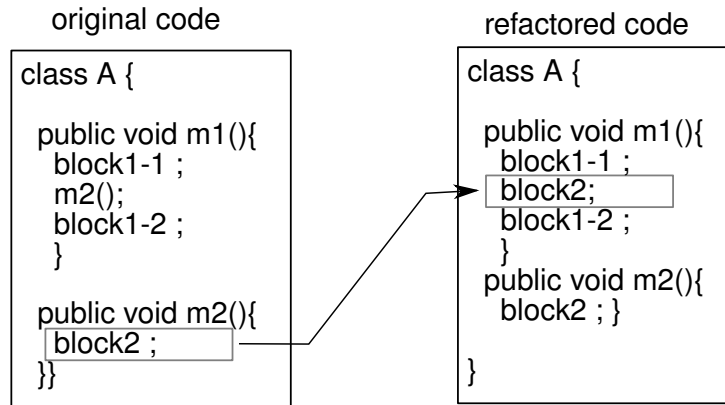 original code
class A {
public void m1(){
block1-1 ;
m2();
block1-2 ;
}
public void m2(){
block2 ;
}}
refactored code
class A {
public void m1(){
block1-1 ;
block2;
block1-2 ;
}
public void m2(){
block2 ; }
}